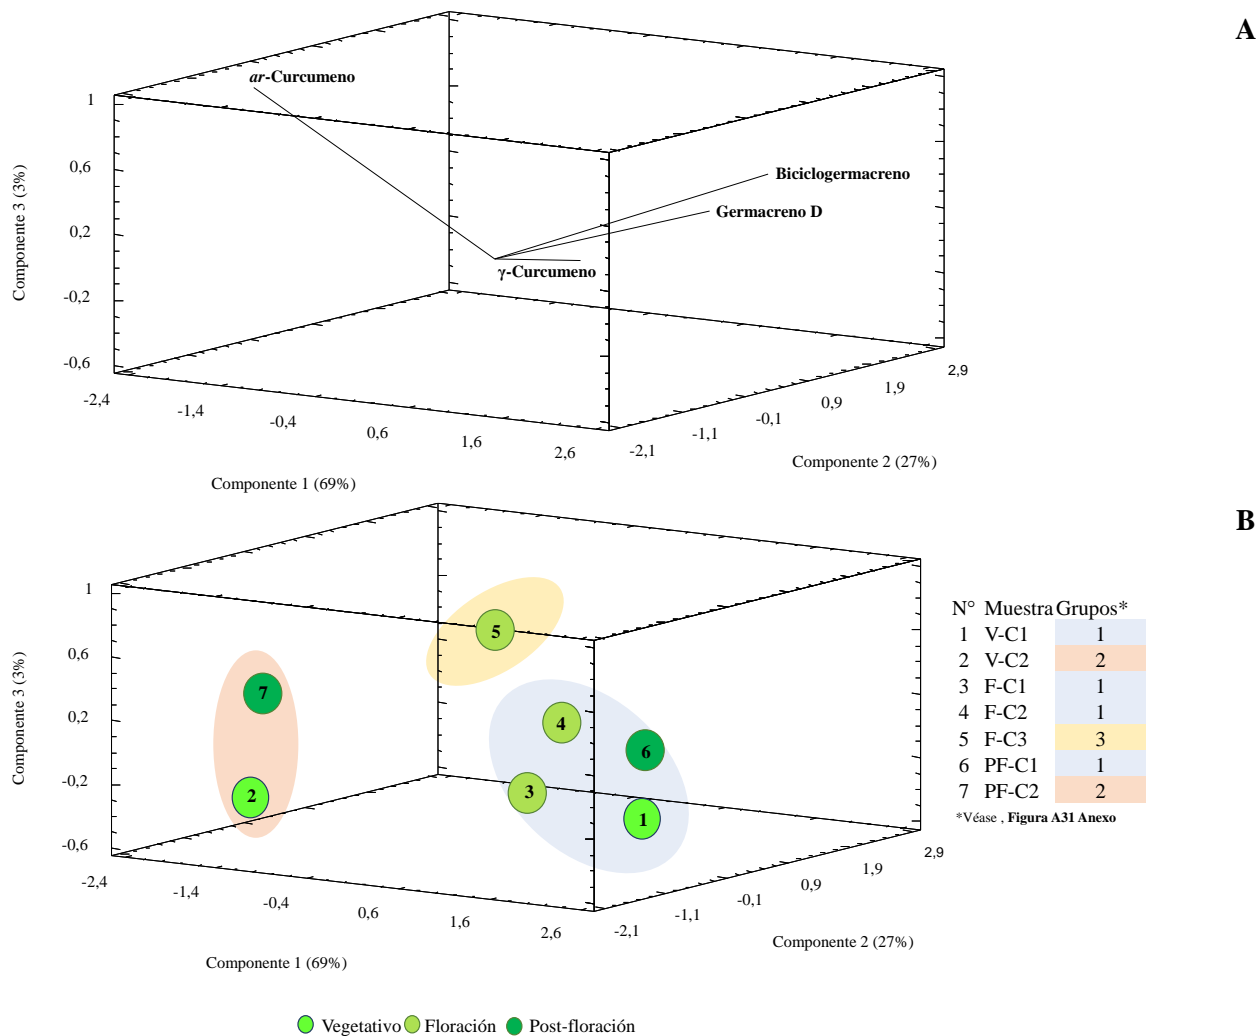 A
ar-Curcumeno
1
0,6
0,2
-0,2
-0,6
Componente 3 (3%)
Biciclogermacreno
Germacreno D
γ-Curcumeno
-2,4
-1,4
-0,4
0,6
1,6
2,6
-2,1
-1,1
-0,1
0,9
1,9
2,9
Componente 1 (69%)
Componente 2 (27%)
B
1
0,6
0,2
-0,2
-0,6
Componente 3 (3%)
5
7
4
6
2
3
1
-2,4
-1,4
-0,4
0,6
1,6
2,6
-2,1
-1,1
-0,1
0,9
1,9
2,9
Componente 1 (69%)
Componente 2 (27%)
N° Muestra Grupos*
1 V-C1 1
2 V-C2 2
3 F-C1 1
4 F-C2 1
5 F-C3 3
6 PF-C1 1
7 PF-C2 2
*Véase , Figura A31 Anexo
Vegetativo Floración Post-floración